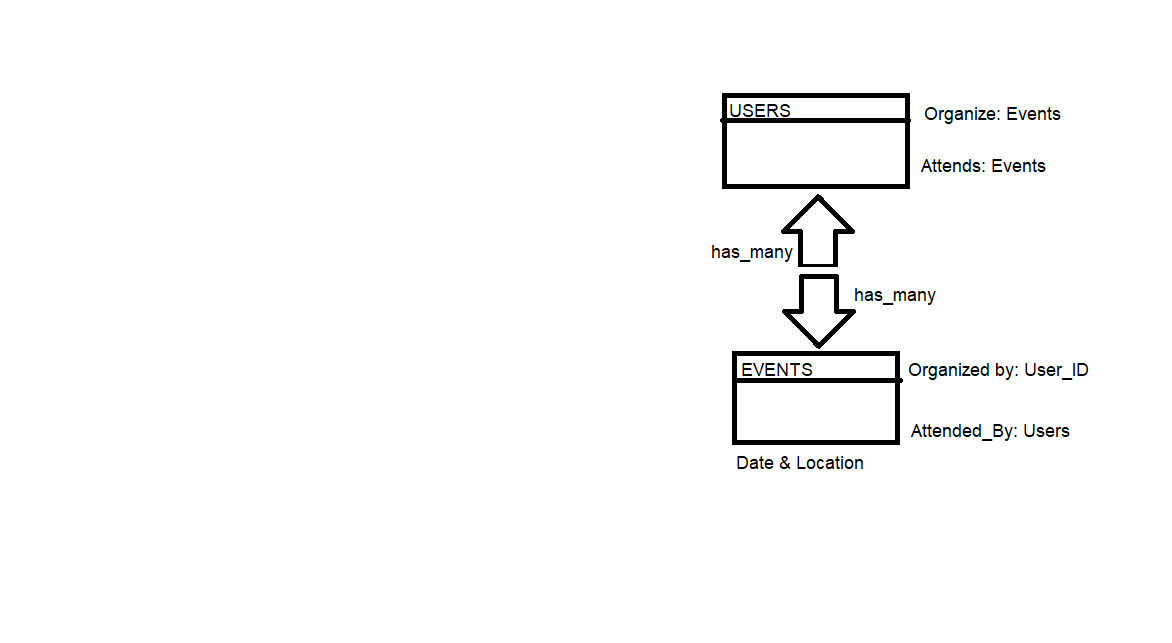 USERS
Organize: Events
Attends: Events
has_many
has_many
EVENTS
Organized by: User_ID
Attended_By: Users
Date & Location